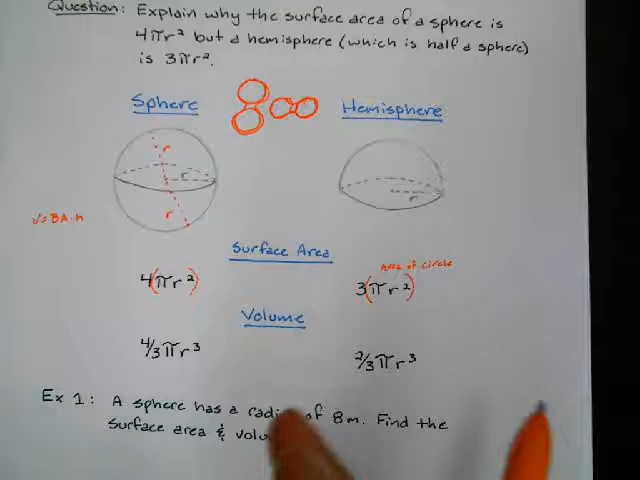 Question: Explain why the surface area of a sphere is
4πr² but a hemisphere (which is half a sphere)
is 3πr².
Sphere
Hemisphere
r
r
r
r
V=BA·h
Surface Area
Area of circle
4(πr²)
3(πr²)
Volume
4/3πr³
2/3πr³
Ex 1: A sphere has a radius of 8m. Find the
surface area &